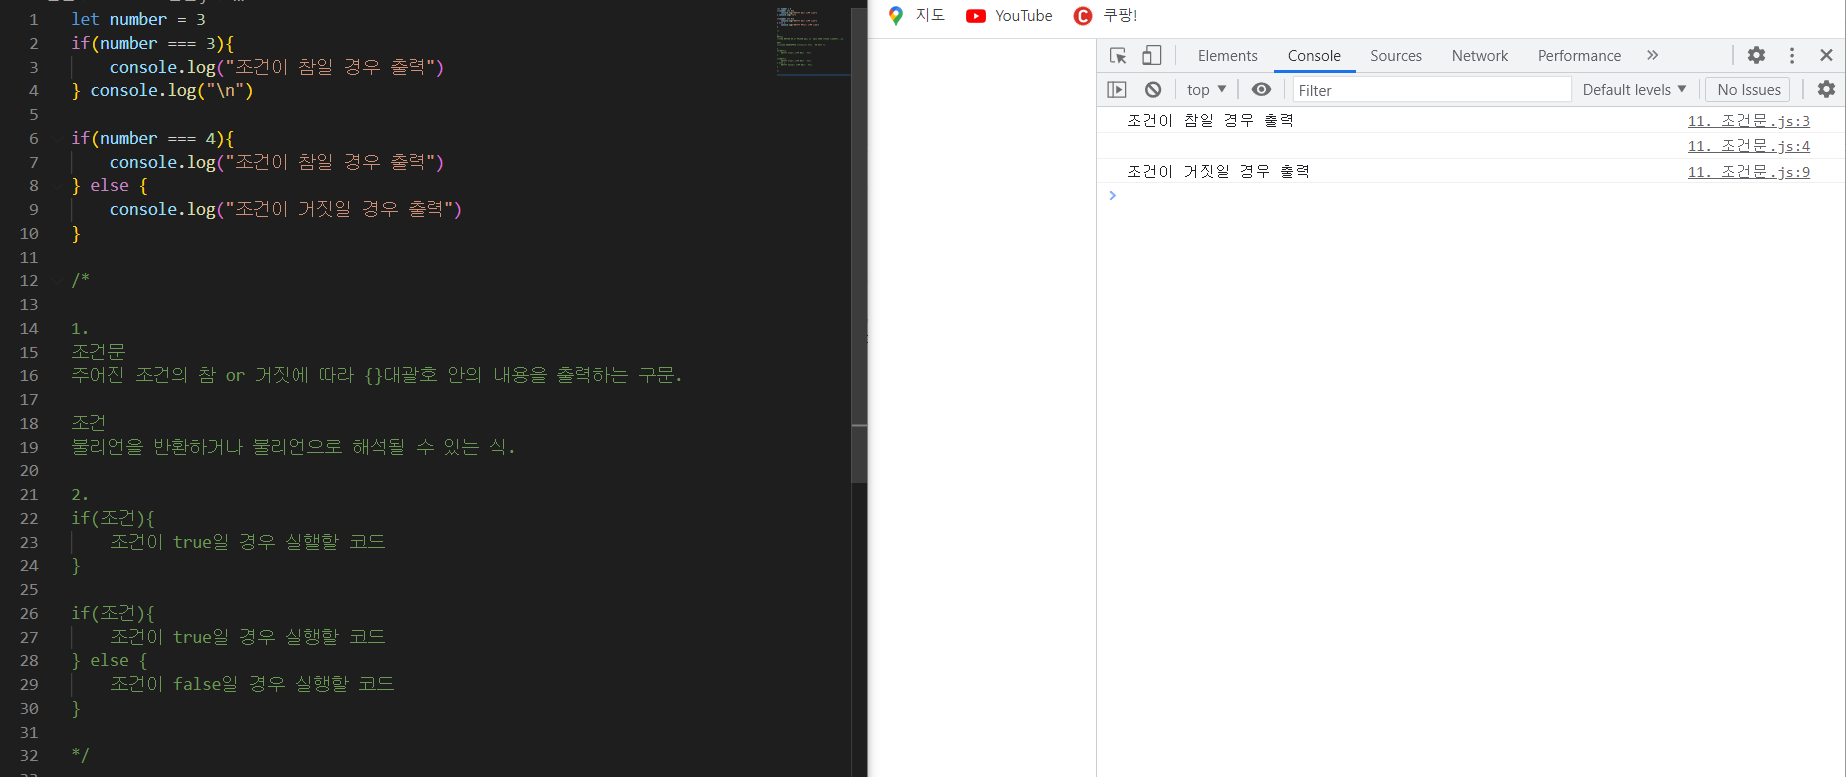 1 let number = 3
2 if(number === 3){
3 console.log("조건이 참일 경우 출력")
4 } console.log("\n")
5
6 if(number === 4){
7 console.log("조건이 참일 경우 출력")
8 } else {
9 console.log("조건이 거짓일 경우 출력")
10 }
11
12 /*
13
14 1.
15 조건문
16 주어진 조건의 참 or 거짓에 따라 {}대괄호 안의 내용을 출력하는 구문.
17
18 조건
19 불리언을 반환하거나 불리언으로 해석될 수 있는 식.
20
21 2.
22 if(조건){
23 조건이 true일 경우 실핼할 코드
24 }
25
26 if(조건){
27 조건이 true일 경우 실행할 코드
28 } else {
29 조건이 false일 경우 실행할 코드
30 }
31
32 */
지도 YouTube 쿠팡!
Elements Console Sources Network Performance »
top Filter Default levels No Issues
조건이 참일 경우 출력 11. 조건문.js:3
11. 조건문.js:4
조건이 거짓일 경우 출력 11. 조건문.js:9